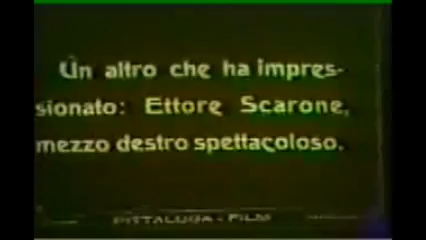 Un altro che ha impres-
sionato: Ettore Scarone,
mezzo destro spettacoloso.
PITTALUGA - FILM